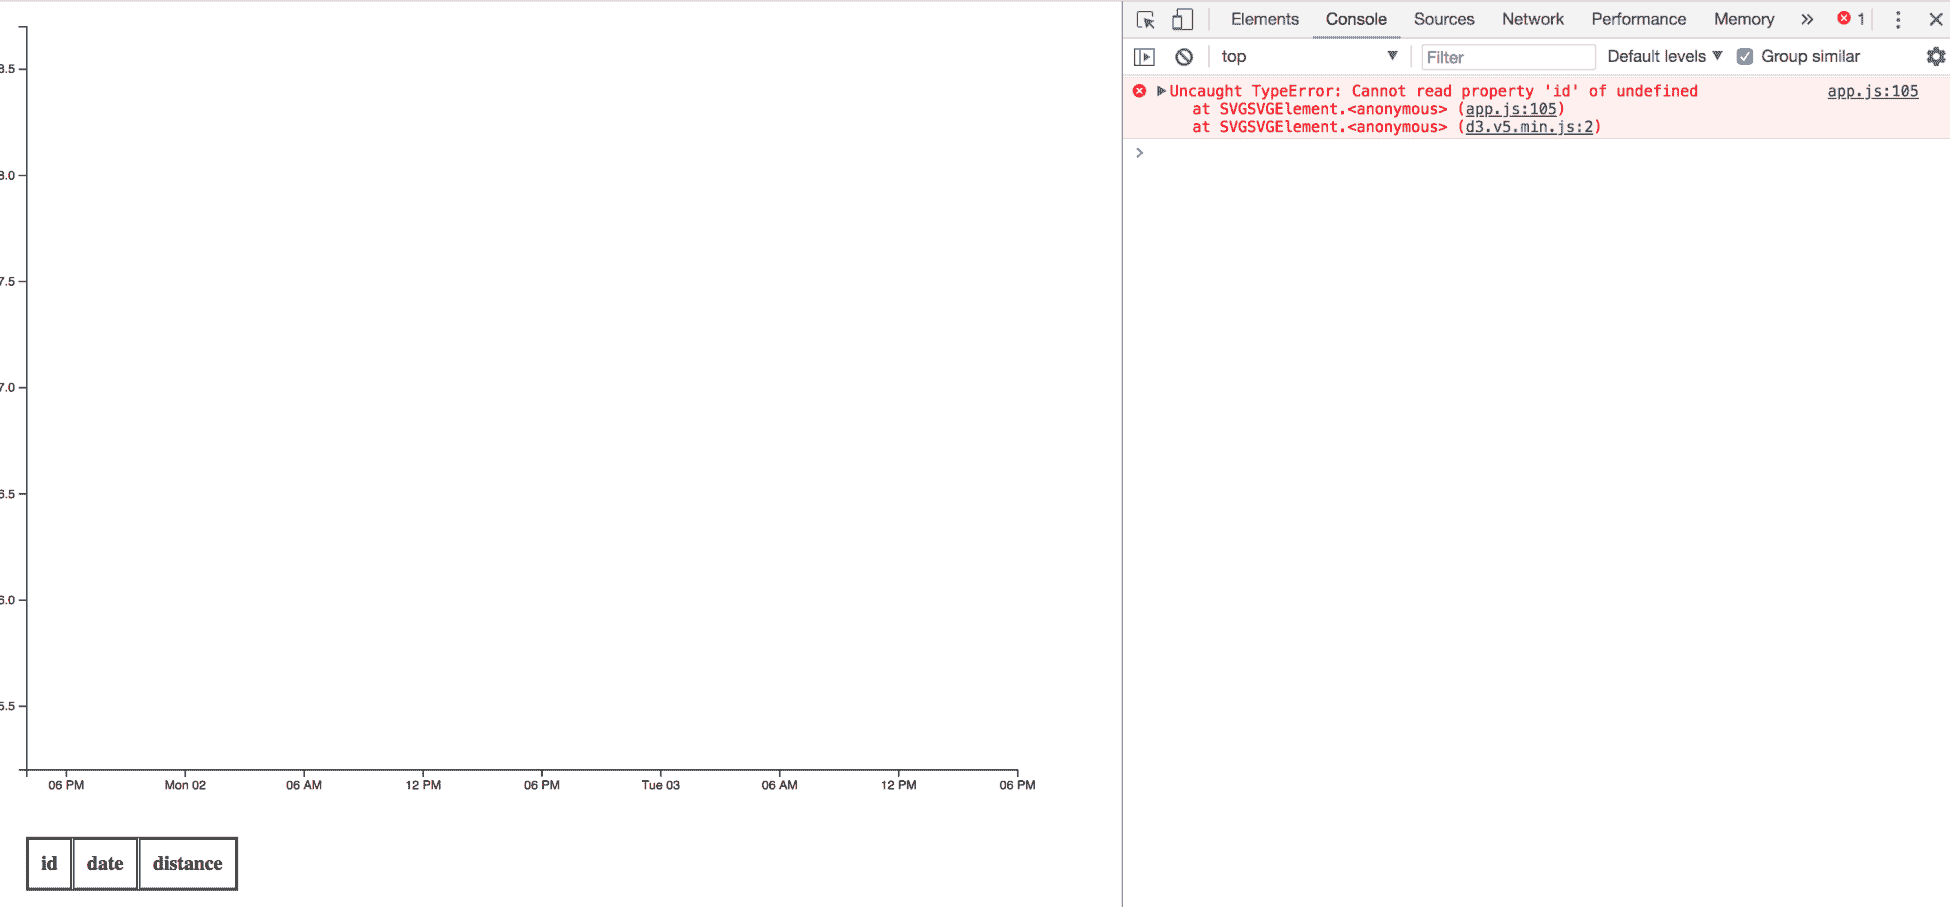 Elements Console Sources Network Performance Memory » 1
top Filter Default levels Group similar
Uncaught TypeError: Cannot read property 'id' of undefined app.js:105
at SVGSVGElement.<anonymous> (app.js:105)
at SVGSVGElement.<anonymous> (d3.v5.min.js:2)
>
8.5
8.0
7.5
7.0
6.5
6.0
5.5
06 PM Mon 02 06 AM 12 PM 06 PM Tue 03 06 AM 12 PM 06 PM
id date distance